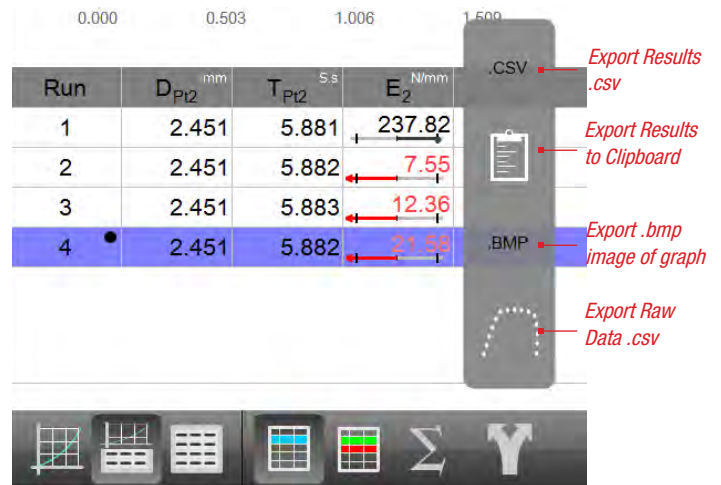 0.000 0.503 1.006 1.509
.CSV
Export Results
.csv
Run D Pt2 mm T Pt2 S.s E 2 N/mm
1 2.451 5.881 237.82
Export Results
to Clipboard
2 2.451 5.882 7.55
3 2.451 5.883 12.36
4 2.451 5.882 21.58
.BMP
Export .bmp
image of graph
Export Raw
Data .csv
Σ